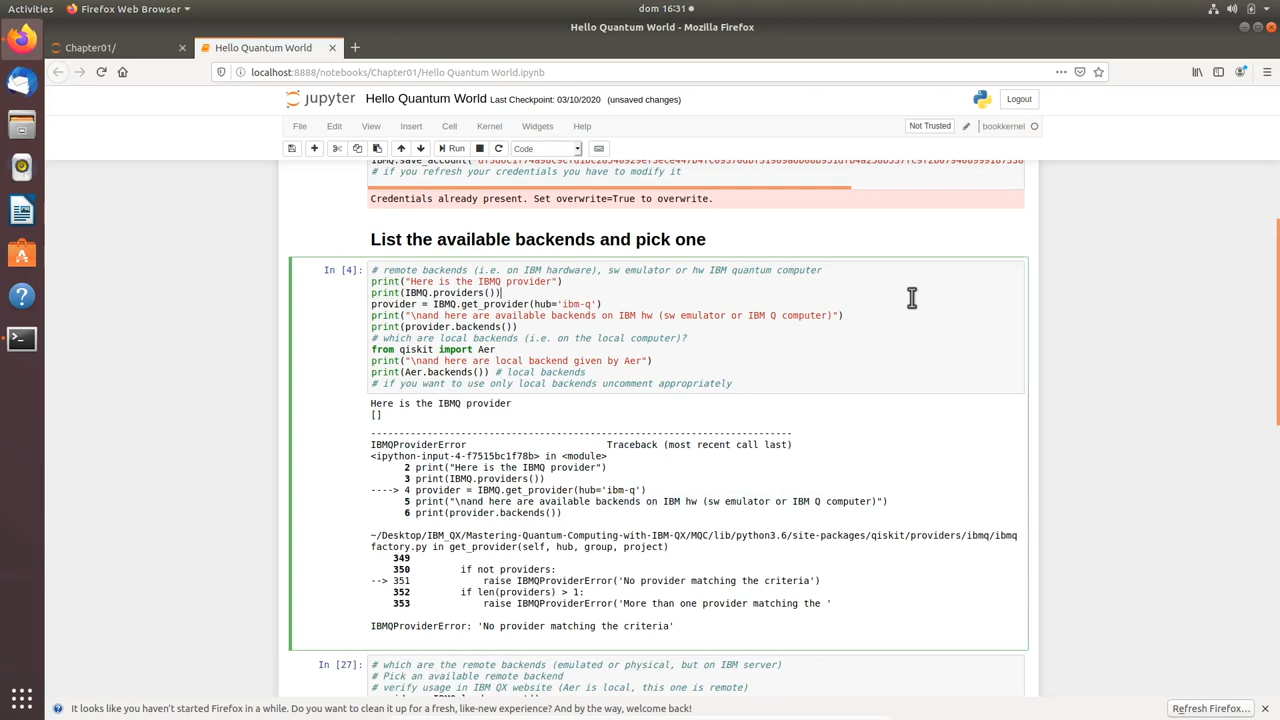 Activities
Firefox Web Browser
dom 16:31
Hello Quantum World - Mozilla Firefox
Chapter01/
Hello Quantum World
localhost:8888/notebooks/Chapter01/Hello Quantum World.ipynb
jupyter Hello Quantum World Last Checkpoint: 03/10/2020 (unsaved changes)
Logout
File Edit View Insert Cell Kernel Widgets Help
Not Trusted
bookkernel
Run
Code
# if you refresh your credentials you have to modify it
Credentials already present. Set overwrite=True to overwrite.
List the available backends and pick one
In [4]:
# remote backends (i.e. on IBM hardware), sw emulator or hw IBM quantum computer
print("Here is the IBMQ provider")
print(IBMQ.providers())
provider = IBMQ.get_provider(hub='ibm-q')
print("\nand here are available backends on IBM hw (sw emulator or IBM Q computer)")
print(provider.backends())
# which are local backends (i.e. on the local computer)?
from qiskit import Aer
print("\nand here are local backend given by Aer")
print(Aer.backends()) # local backends
# if you want to use only local backends uncomment appropriately
Here is the IBMQ provider
[]
---------------------------------------------------------------------------
IBMQProviderError Traceback (most recent call last)
<ipython-input-4-f7515bc1f78b> in <module>
2 print("Here is the IBMQ provider")
3 print(IBMQ.providers())
----> 4 provider = IBMQ.get_provider(hub='ibm-q')
5 print("\nand here are available backends on IBM hw (sw emulator or IBM Q computer)")
6 print(provider.backends())
~/Desktop/IBM_QX/Mastering-Quantum-Computing-with-IBM-QX/MQC/lib/python3.6/site-packages/qiskit/providers/ibmq/ibmq
factory.py in get_provider(self, hub, group, project)
349
350 if not providers:
--> 351 raise IBMQProviderError('No provider matching the criteria')
352 if len(providers) > 1:
353 raise IBMQProviderError('More than one provider matching the '
IBMQProviderError: 'No provider matching the criteria'
In [27]:
# which are the remote backends (emulated or physical, but on IBM server)
# Pick an available remote backend
# verify usage in IBM QX website (Aer is local, this one is remote)
It looks like you haven't started Firefox in a while. Do you want to clean it up for a fresh, like-new experience? And by the way, welcome back!
Refresh Firefox...